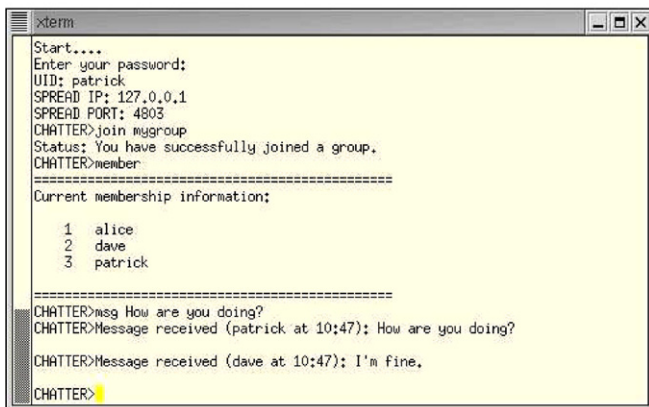 xterm
Start....
Enter your password:
UID: patrick
SPREAD IP: 127.0.0.1
SPREAD PORT: 4803
CHATTER>join mygroup
Status: You have successfully joined a group.
CHATTER>member
================================================
Current membership information:
1 alice
2 dave
3 patrick
================================================
CHATTER>msg How are you doing?
CHATTER>Message received (patrick at 10:47): How are you doing?
CHATTER>Message received (dave at 10:47): I'm fine.
CHATTER>